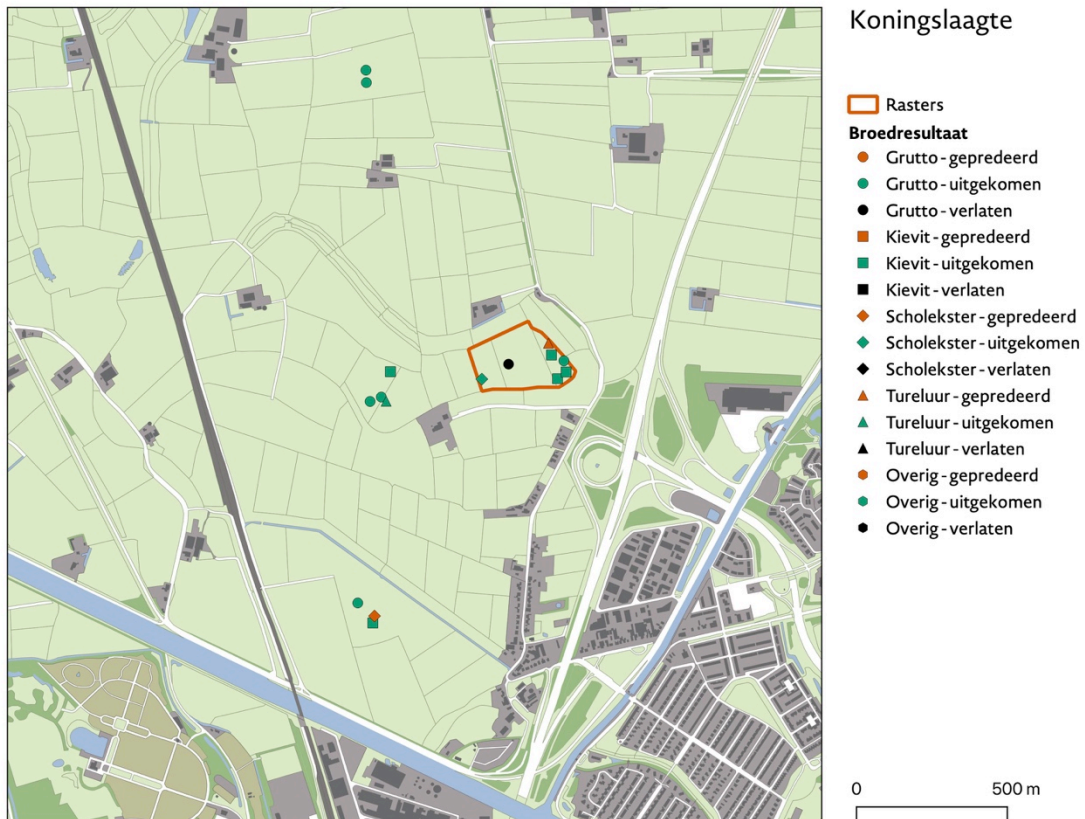 Koningslaagte
Rasters
Broedresultaat
Grutto - gepredeerd
Grutto - uitgekomen
Grutto - verlaten
Kievit - gepredeerd
Kievit - uitgekomen
Kievit - verlaten
Scholekster - gepredeerd
Scholekster - uitgekomen
Scholekster - verlaten
Tureluur - gepredeerd
Tureluur - uitgekomen
Tureluur - verlaten
Overig - gepredeerd
Overig - uitgekomen
Overig - verlaten
0 500 m